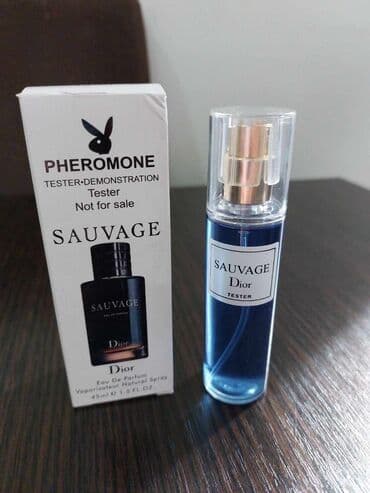 PHEROMONE
TESTER•DEMONSTRATION
Tester
Not for sale
SAUVAGE
SAUVAGE
Dior
Dior
Eau De Parfum
Vaporisateur Natural Spray
45ml e 1.5 FL.OZ
SAUVAGE
Dior
TESTER